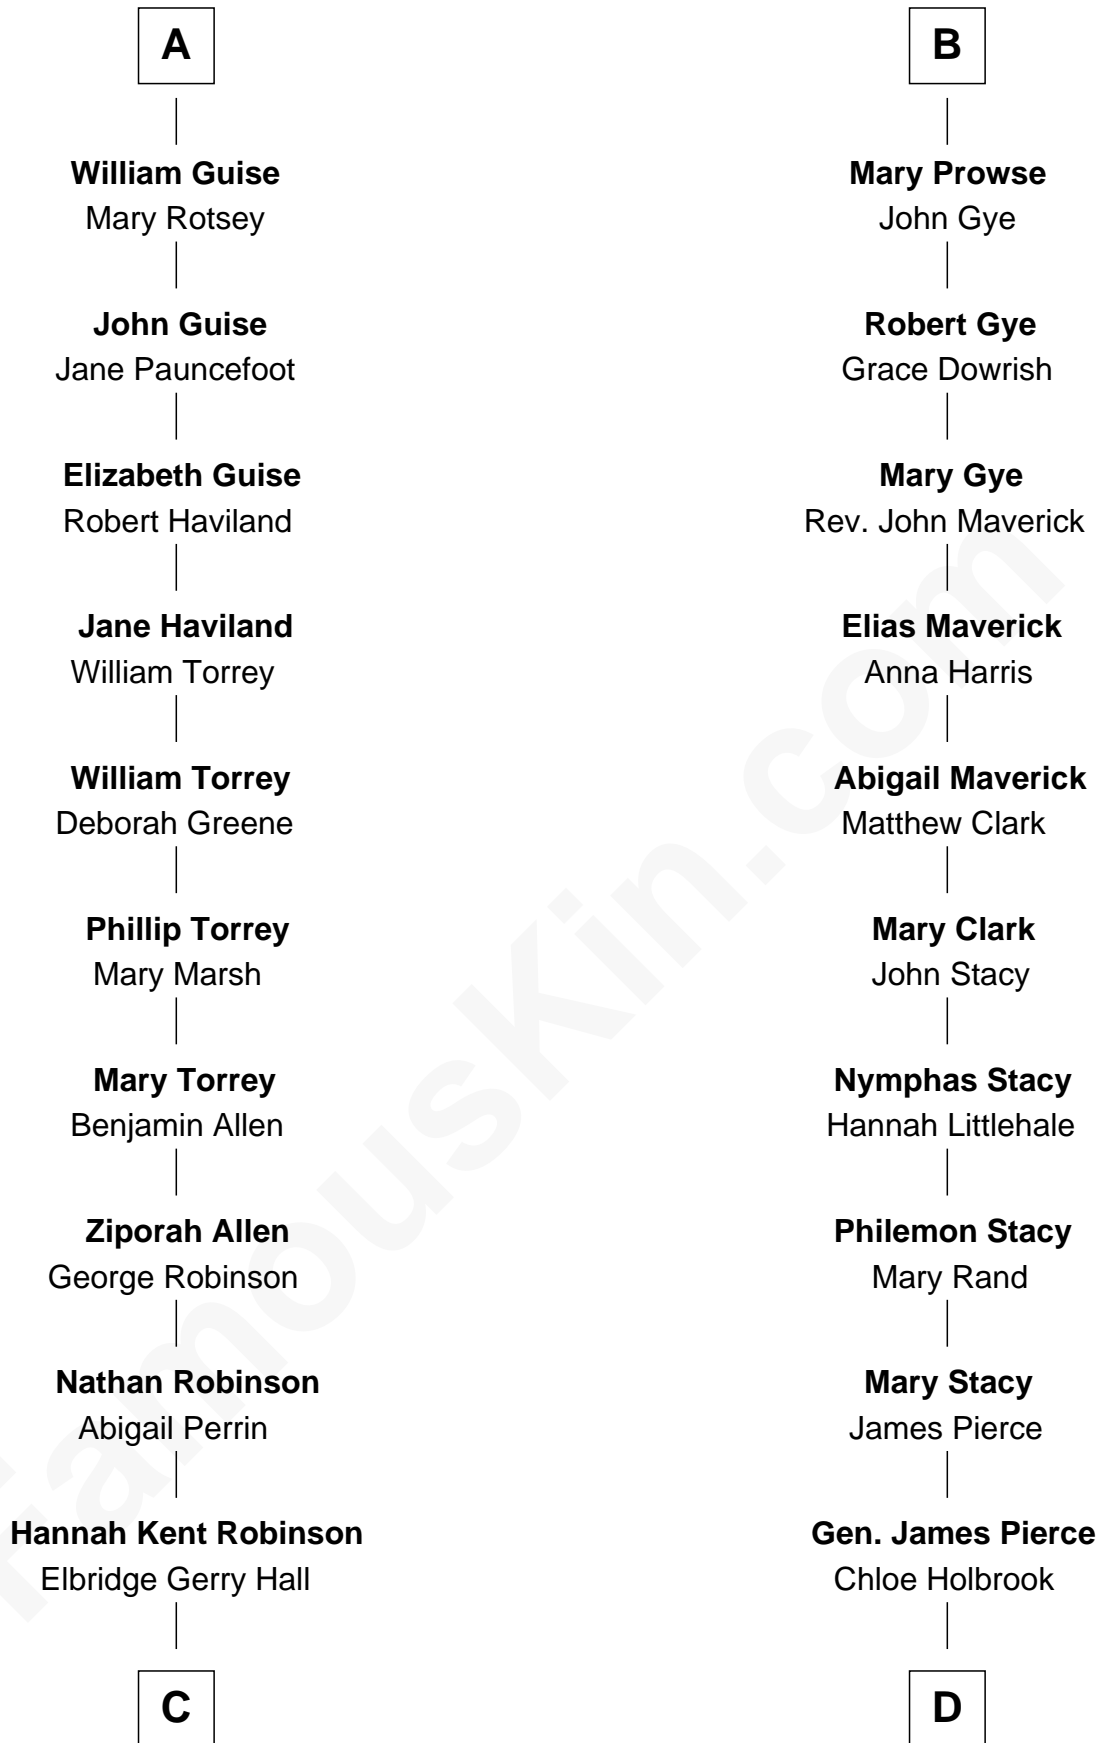 A
William Guise
Mary Rotsey
John Guise
Jane Pauncefoot
Elizabeth Guise
Robert Haviland
Jane Haviland
William Torrey
William Torrey
Deborah Greene
Phillip Torrey
Mary Marsh
Mary Torrey
Benjamin Allen
Ziporah Allen
George Robinson
Nathan Robinson
Abigail Perrin
Hannah Kent Robinson
Elbridge Gerry Hall
C
B
Mary Prowse
John Gye
Robert Gye
Grace Dowrish
Mary Gye
Rev. John Maverick
Elias Maverick
Anna Harris
Abigail Maverick
Matthew Clark
Mary Clark
John Stacy
Nymphas Stacy
Hannah Littlehale
Philemon Stacy
Mary Rand
Mary Stacy
James Pierce
Gen. James Pierce
Chloe Holbrook
D
FamousKin.com